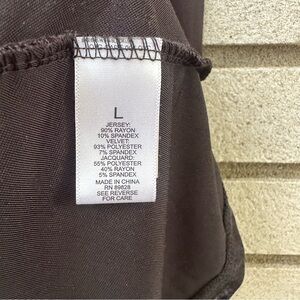 L
JERSEY:
90% RAYON
10% SPANDEX
VELVET:
93% POLYESTER
7% SPANDEX
JACQUARD:
55% POLYESTER
40% RAYON
5% SPANDEX
MADE IN CHINA
RN 89828
SEE REVERSE
FOR CARE